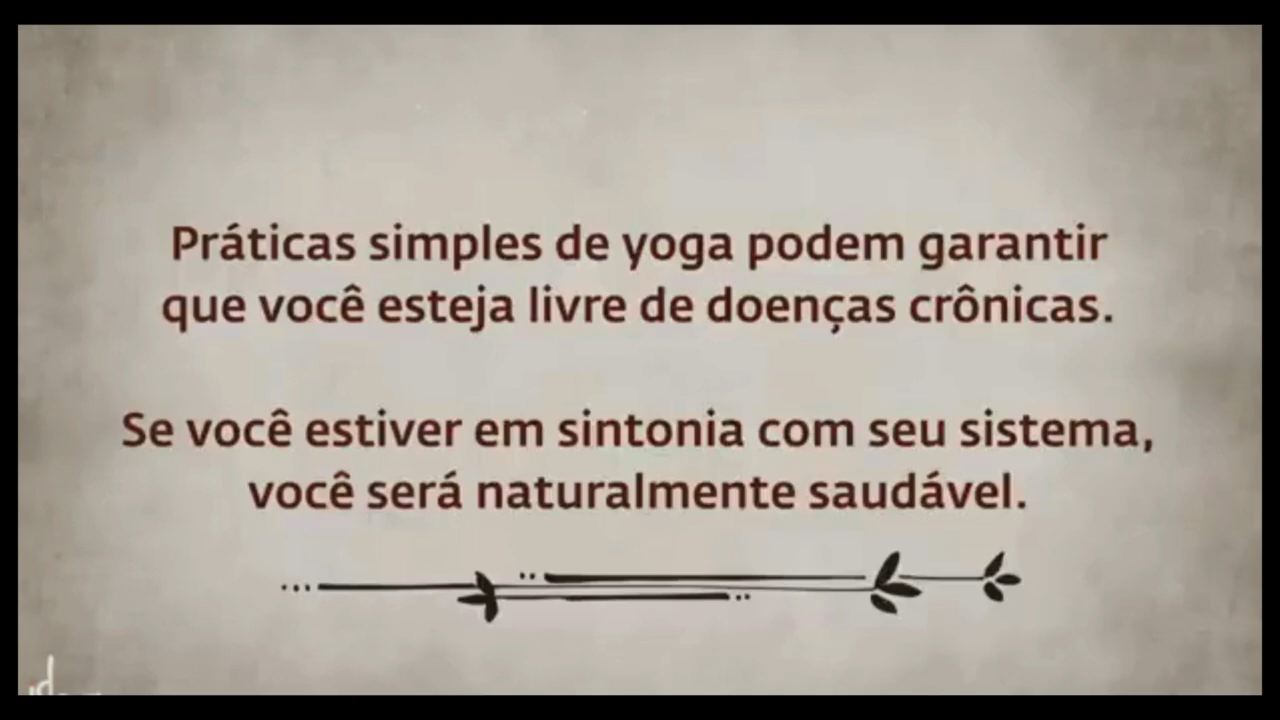 Práticas simples de yoga podem garantir
que você esteja livre de doenças crônicas.
Se você estiver em sintonia com seu sistema,
você será naturalmente saudável.